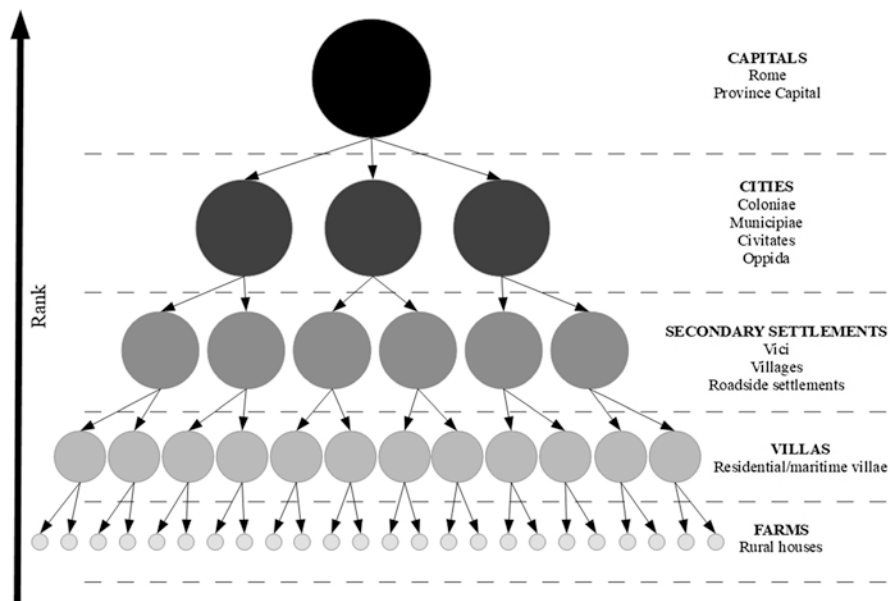 CAPITALS
Rome
Province Capital
CITIES
Coloniae
Municipiae
Civitates
Oppida
Rank
SECONDARY SETTLEMENTS
Vici
Villages
Roadside settlements
VILLAS
Residential/maritime villae
FARMS
Rural houses